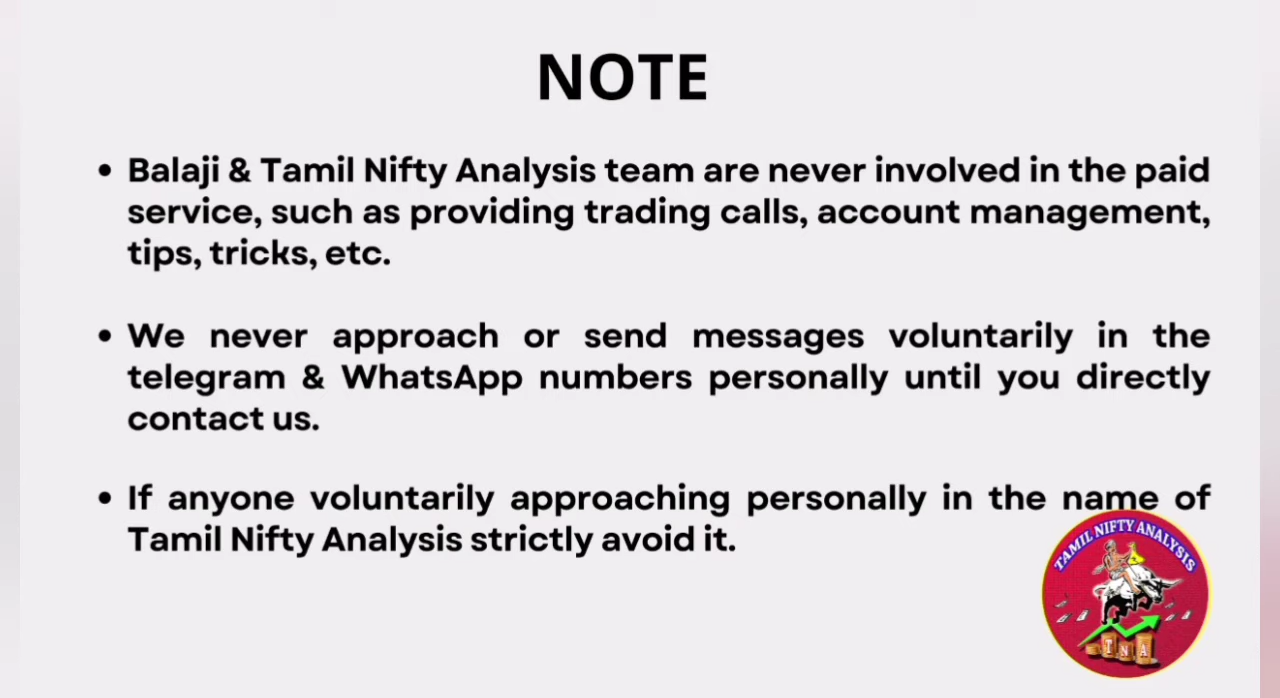 NOTE
• Balaji & Tamil Nifty Analysis team are never involved in the paid
service, such as providing trading calls, account management,
tips, tricks, etc.
• We never approach or send messages voluntarily in the
telegram & WhatsApp numbers personally until you directly
contact us.
• If anyone voluntarily approaching personally in the name of
Tamil Nifty Analysis strictly avoid it.
TAMIL NIFTY ANALYSIS
T N A